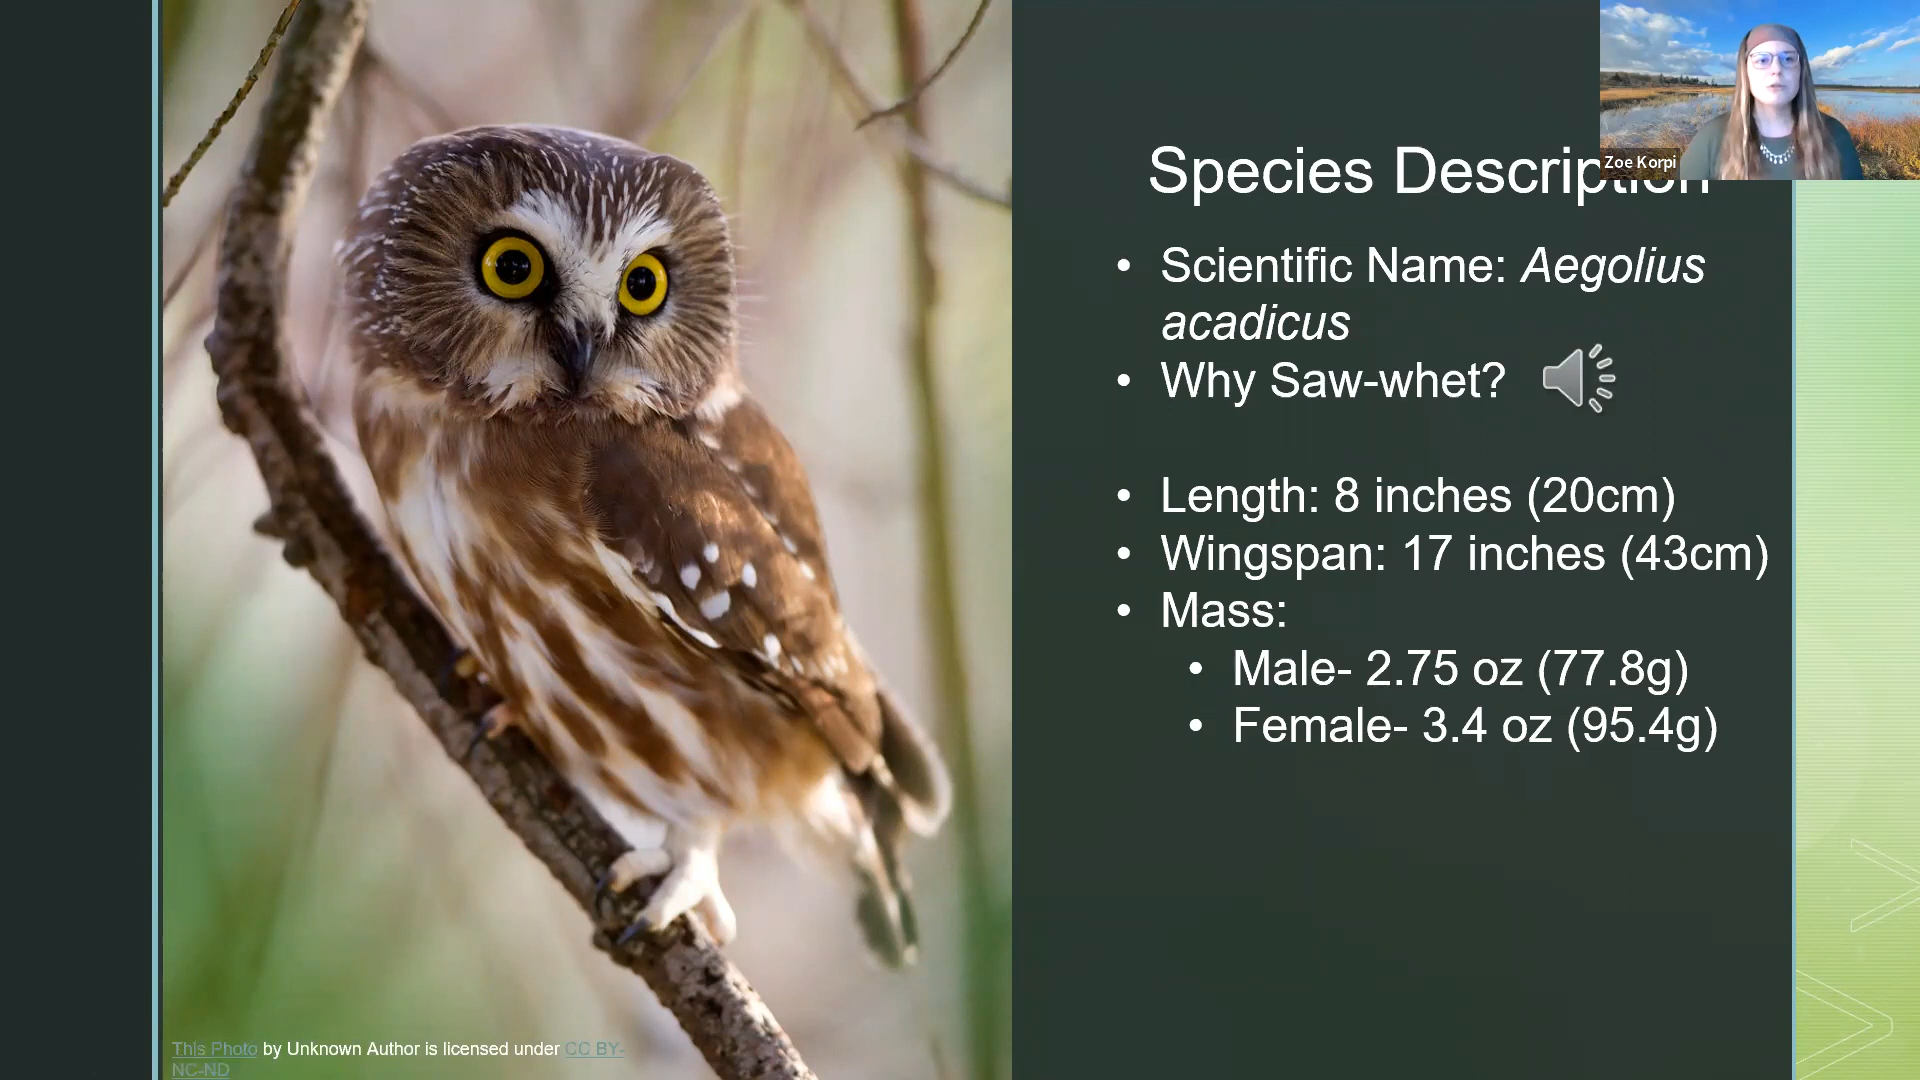 Species Description
• Scientific Name: Aegolius
acadicus
• Why Saw-whet?
• Length: 8 inches (20cm)
• Wingspan: 17 inches (43cm)
• Mass:
• Male- 2.75 oz (77.8g)
• Female- 3.4 oz (95.4g)
Zoe Korpi
This Photo by Unknown Author is licensed under CC BY-
NC-ND